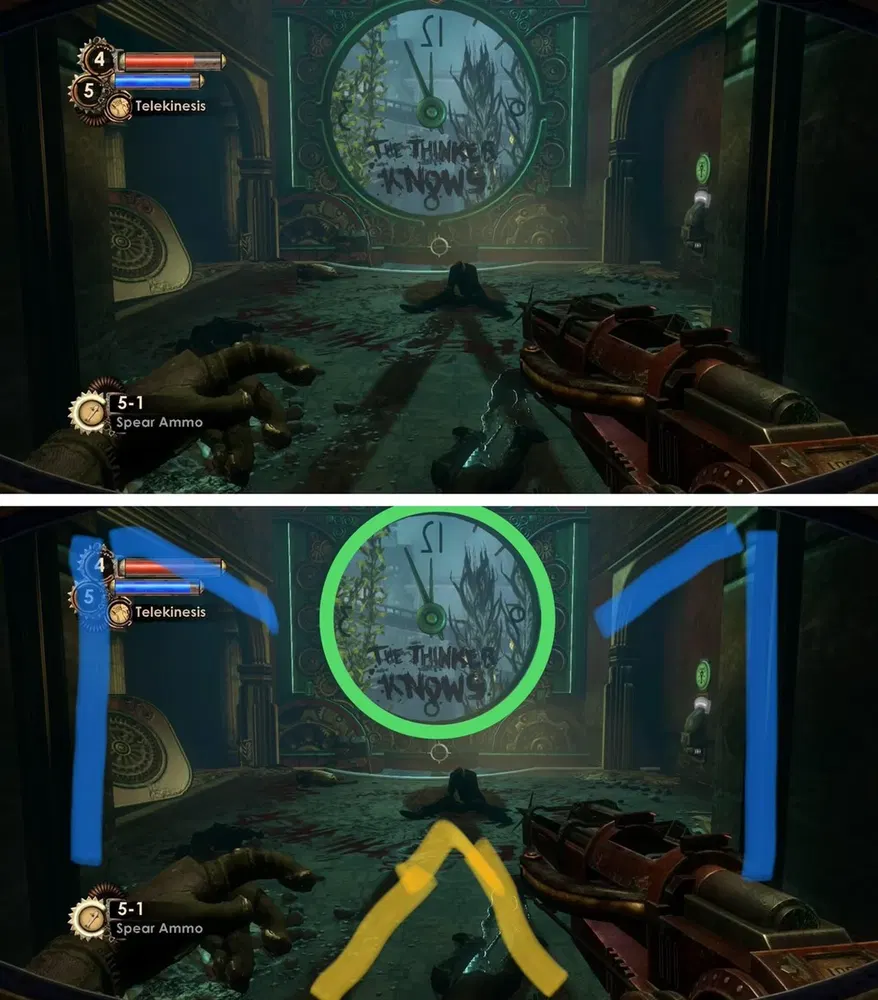 4
5
Telekinesis
12
THE THINKER
KNOWS
5-1
Spear Ammo
4
5
Telekinesis
12
THE THINKER
KNOWS
5-1
Spear Ammo